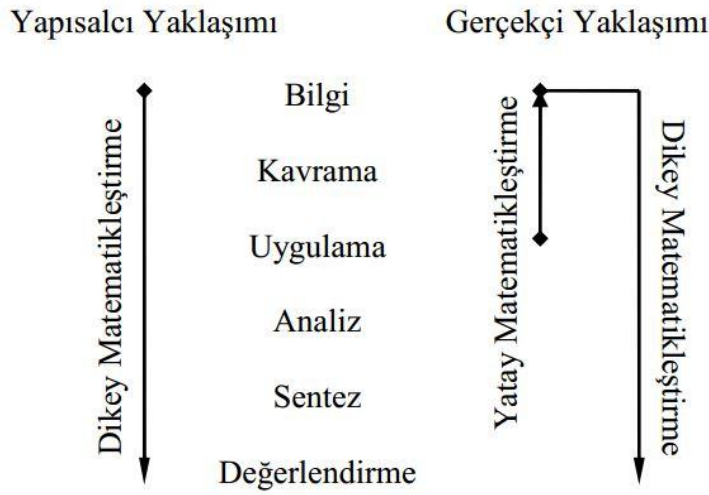 Yapısalcı Yaklaşımı
Gerçekçi Yaklaşımı
Dikey Matematikleştirme
Bilgi
Kavrama
Uygulama
Analiz
Sentez
Değerlendirme
Yatay Matematikleştirme
Dikey Matematikleştirme